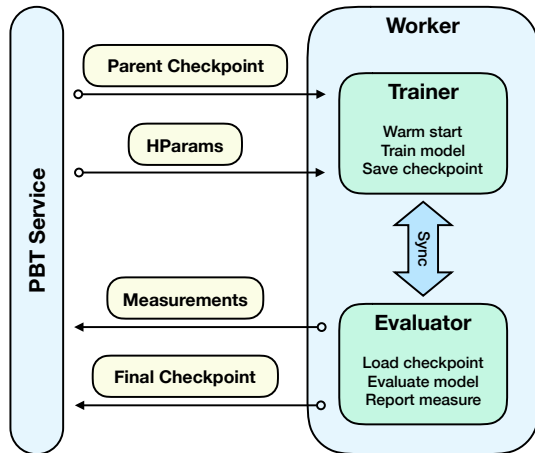 PBT Service
Parent Checkpoint
HParams
Measurements
Final Checkpoint
Worker
Trainer
Warm start
Train model
Save checkpoint
Sync
Evaluator
Load checkpoint
Evaluate model
Report measure